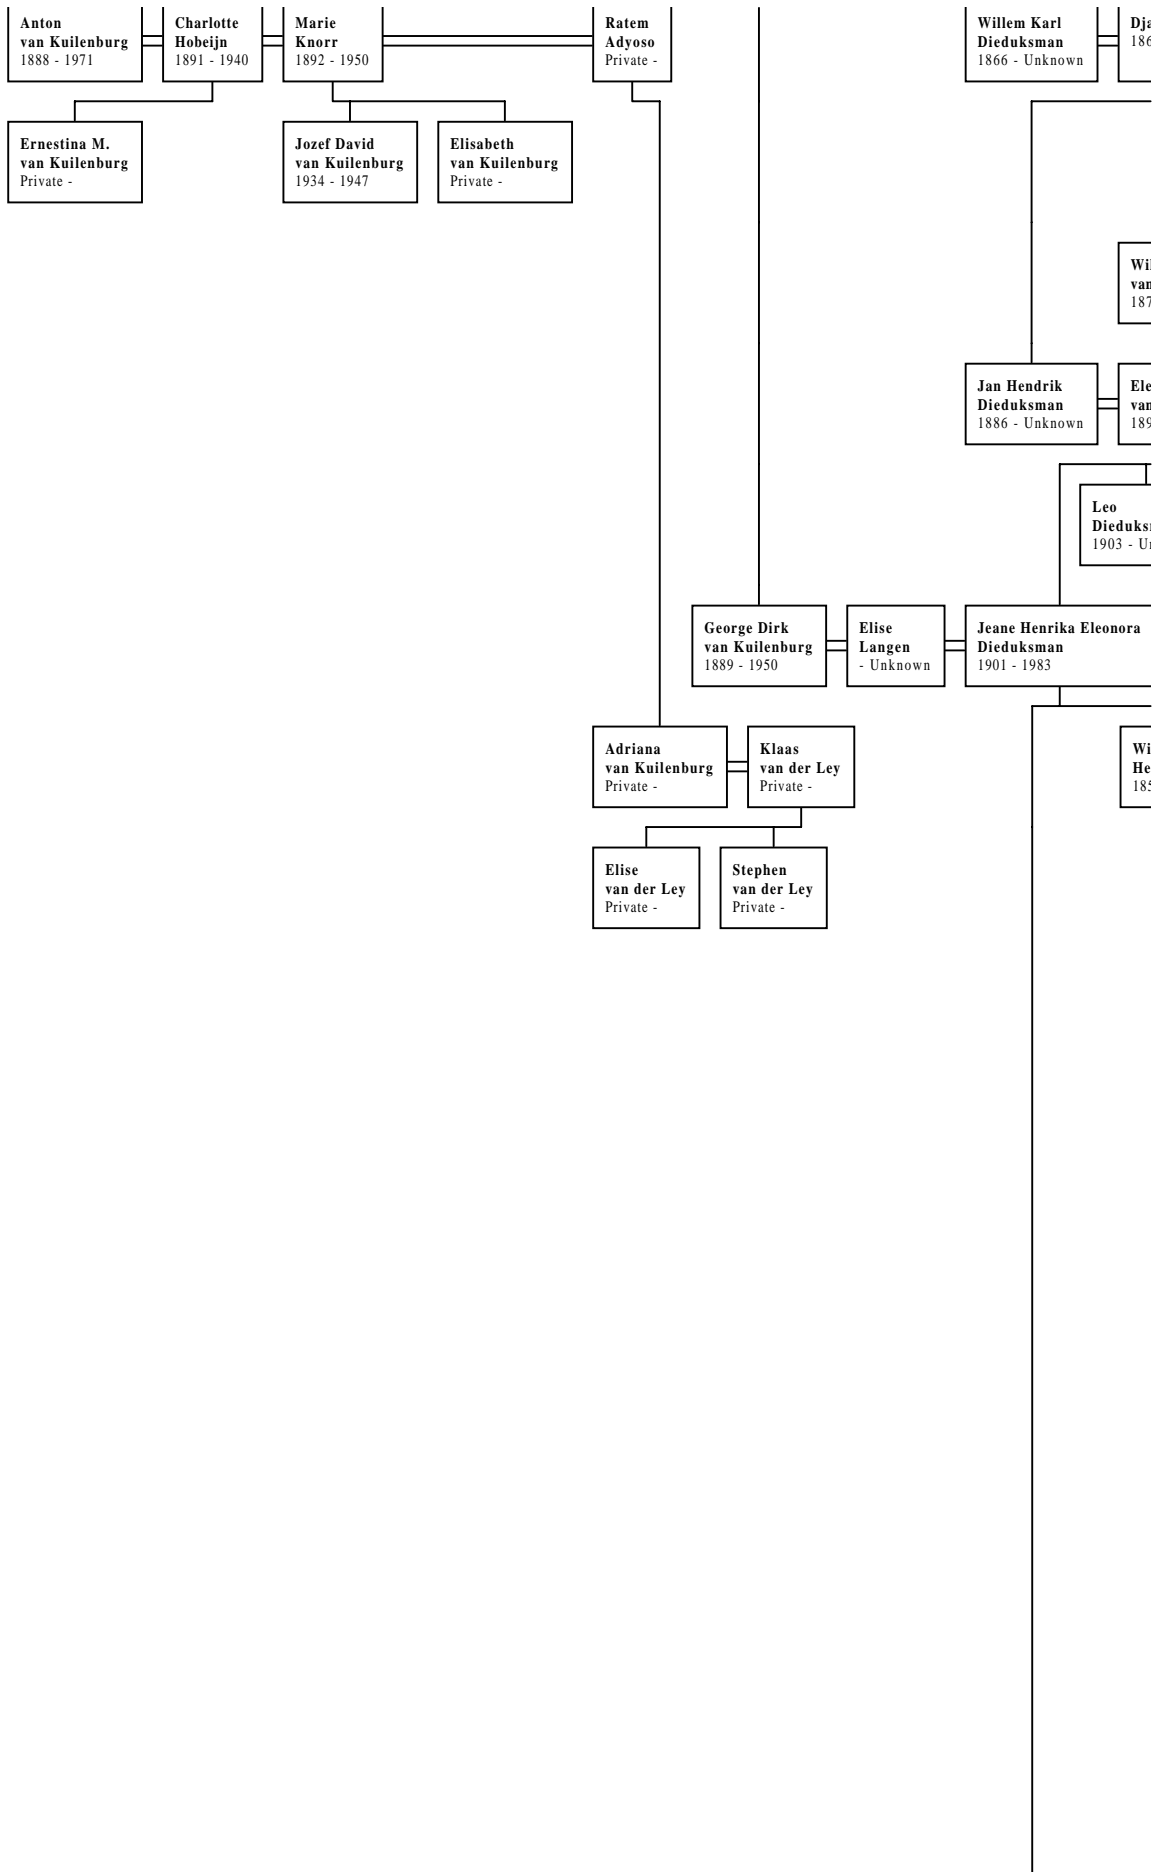 Anton
van Kuilenburg
1888 - 1971
Charlotte
Hobeijn
1891 - 1940
Marie
Knorr
1892 - 1950
Ratem
Adyoso
Private -
Willem Karl
Dieduksman
1866 - Unknown
Ernestina M.
van Kuilenburg
Private -
Jozef David
van Kuilenburg
1934 - 1947
Elisabeth
van Kuilenburg
Private -
Jan Hendrik
Dieduksman
1886 - Unknown
Leo
1903 -
George Dirk
van Kuilenburg
1889 - 1950
Elise
Langen
- Unknown
Jeane Henrika Eleonora
Dieduksman
1901 - 1983
Adriana
van Kuilenburg
Private -
Klaas
van der Ley
Private -
Elise
van der Ley
Private -
Stephen
van der Ley
Private -